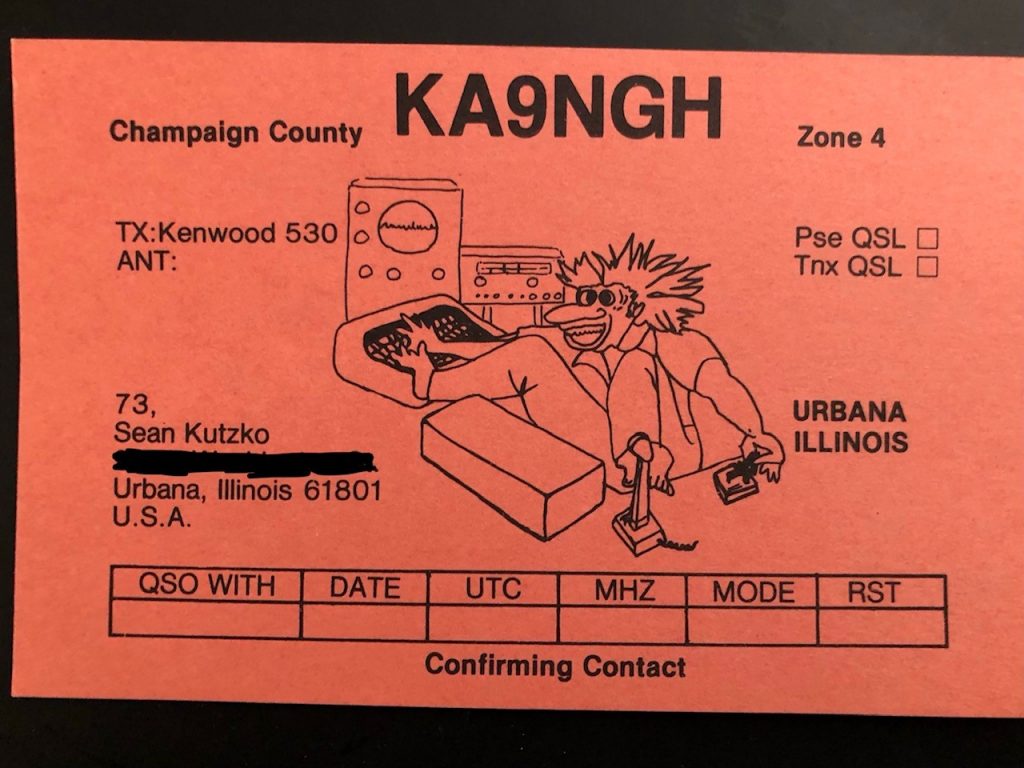 KA9NGH
Champaign County
Zone 4
TX:Kenwood 530
ANT:
Pse QSL
Tnx QSL
73,
Sean Kutzko
Urbana, Illinois 61801
U.S.A.
URBANA
ILLINOIS
QSO WITH DATE UTC MHZ MODE RST
Confirming Contact